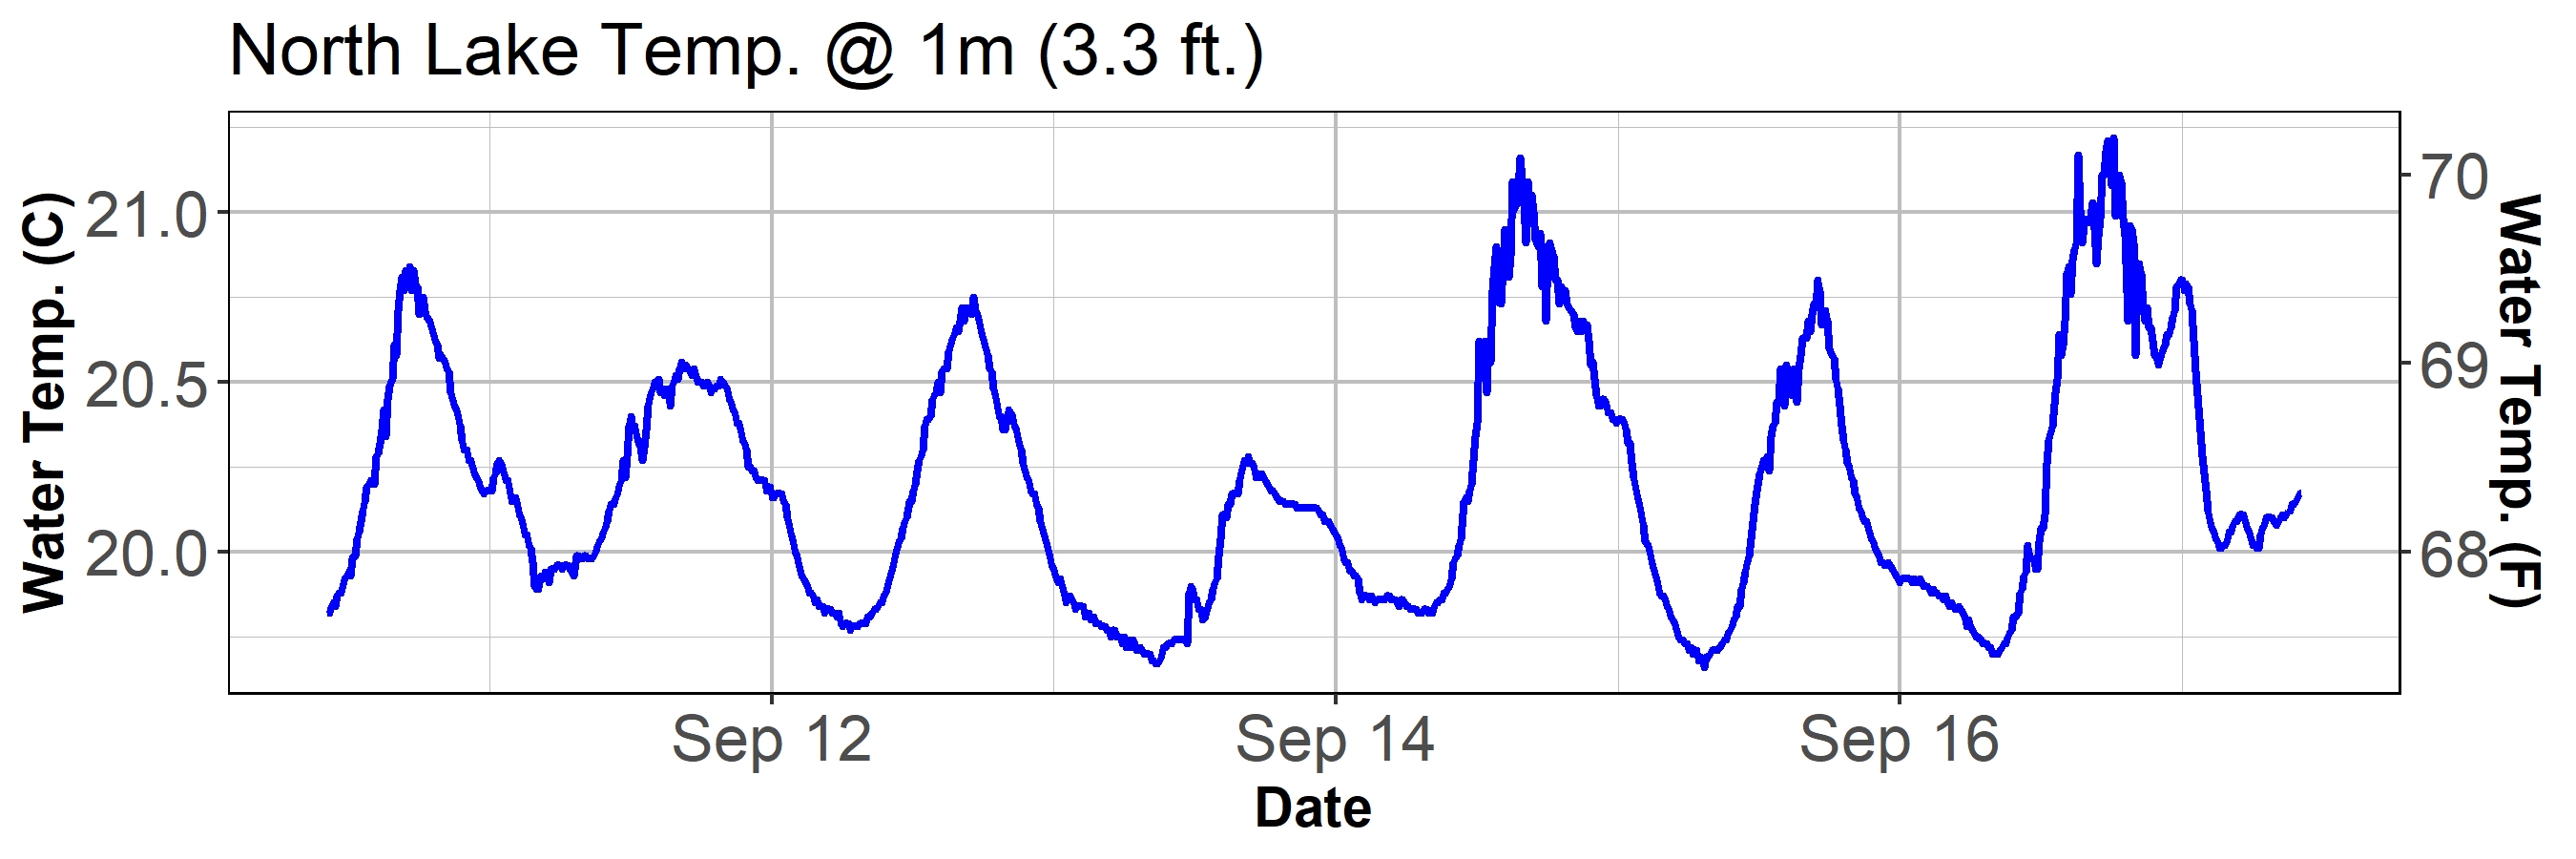 North Lake Temp. @ 1m (3.3 ft.)
Water Temp. (C)
21.0
20.5
20.0
70
69
68
Water Temp. (F)
Sep 12
Sep 14
Sep 16
Date